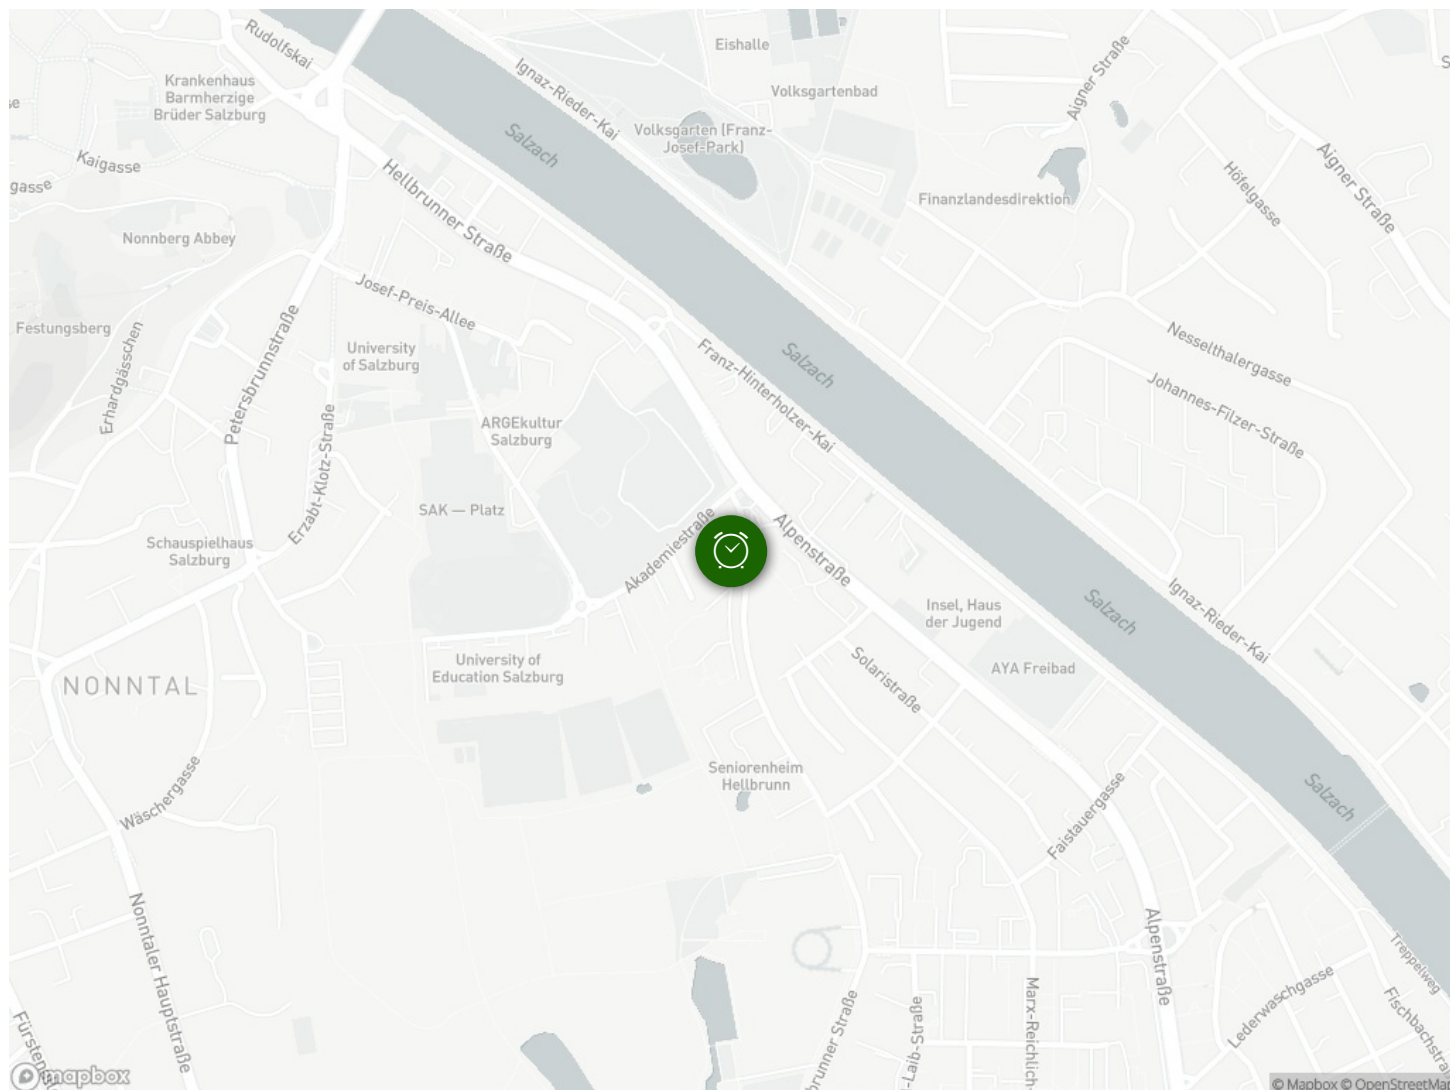 Rudolfskai
Eishalle
Ignaz-Rieder-Kai
Aigner Straße
Krankenhaus
Barmherzige
Brüder Salzburg
Volksgartenbad
Salzach
Volksgarten (Franz-
Josef-Park)
Kaigasse
gasse
Hellbrunner Straße
Finanzlandesdirektion
Höfelgasse
Aigner Straße
Nonnberg Abbey
Josef-Preis-Allee
Festungsberg
Erhardgässchen
Petersbrunnstraße
University
of Salzburg
Franz-Hinterholzer-Kai
Salzach
Nesselthalergasse
Johannes-Filzer-Straße
ARGEkultur
Salzburg
Erzabt-Klotz-Straße
SAK — Platz
Schauspielhaus
Salzburg
Akademiestraße
Alpenstraße
Insel, Haus
der Jugend
Salzach
Ignaz-Rieder-Kai
NONNTAL
University of
Education Salzburg
Solaristraße
AYA Freibad
Seniorenheim
Hellbrunn
Wäschergasse
Faistauergasse
Salzach
Nonntaler Hauptstraße
Alpenstraße
Treppelweg
Lederwaschgasse
Fischbachstraß
Marx-Reichlich-
-Laib-Straße
brunner Straße
Fürsten
mapbox
© Mapbox © OpenStreetMap